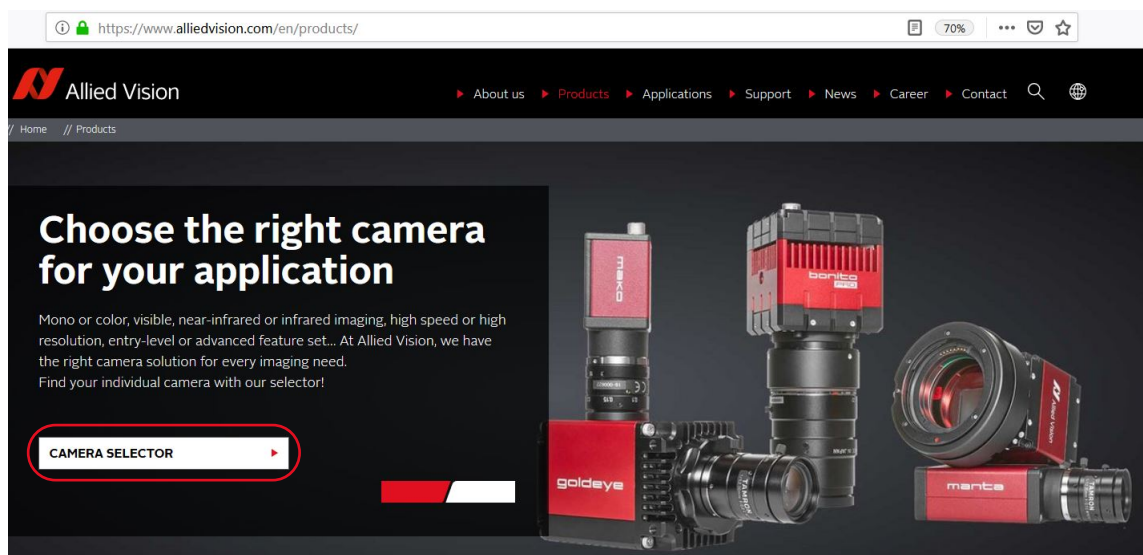 https://www.alliedvision.com/en/products/
70%
Allied Vision
About us Products Applications Support News Career Contact
// Home // Products
Choose the right camera
for your application
Mono or color, visible, near-infrared or infrared imaging, high speed or high
resolution, entry-level or advanced feature set... At Allied Vision, we have
the right camera solution for every imaging need.
Find your individual camera with our selector!
CAMERA SELECTOR
mako
bonito
PRO
Allied Vision
goldeye
TAMRON
manta
TAMRON